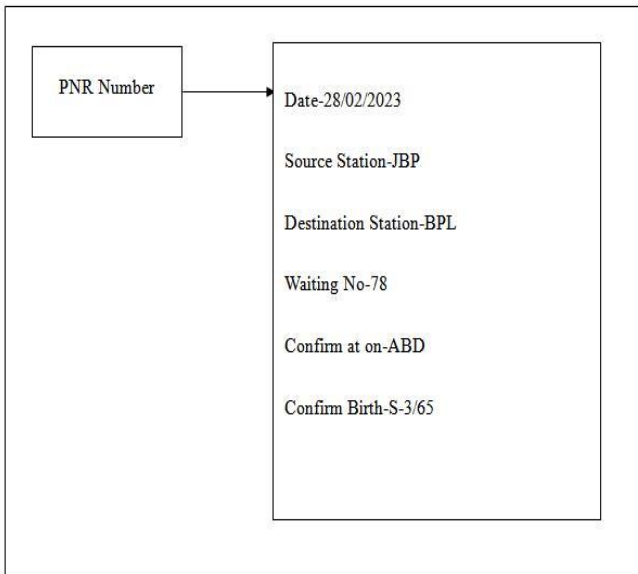 PNR Number
Date-28/02/2023
Source Station-JBP
Destination Station-BPL
Waiting No-78
Confirm at on-ABD
Confirm Birth-S-3/65